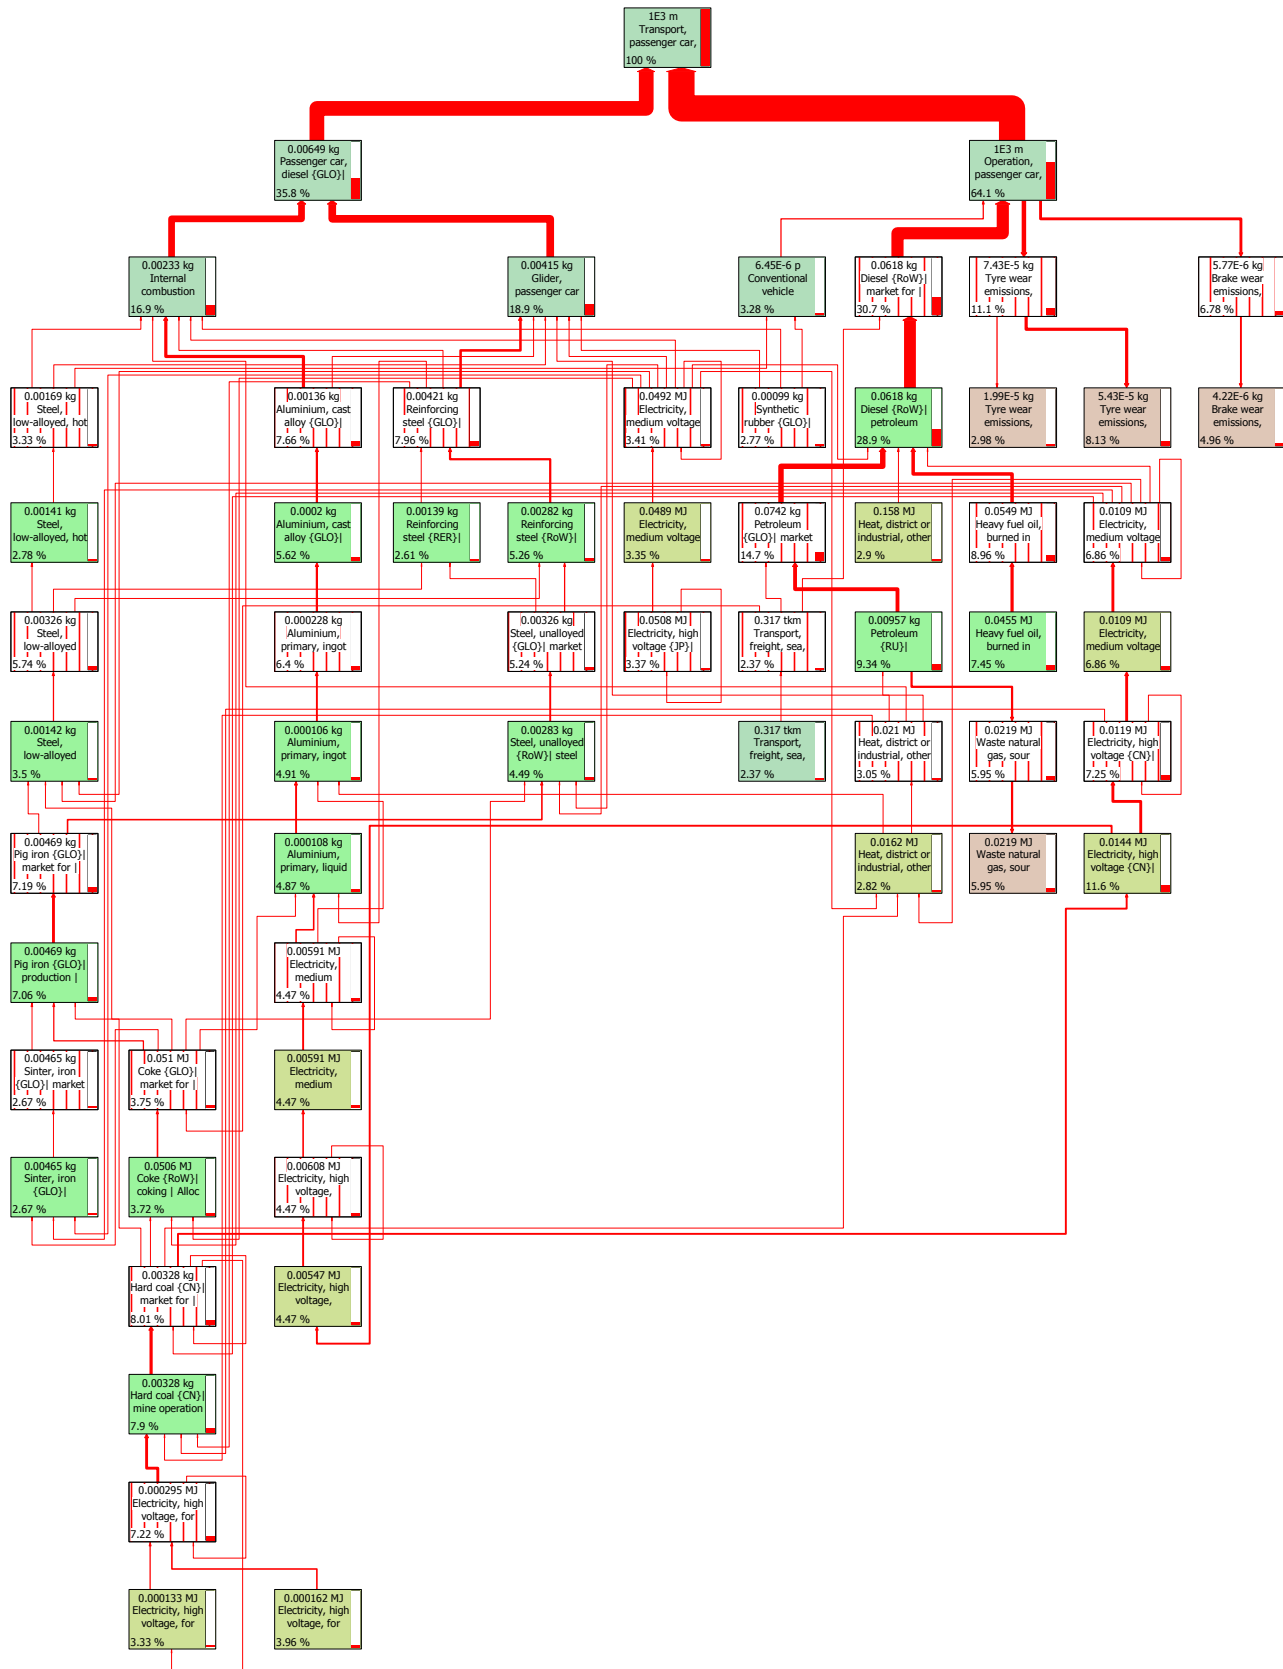 1E3 m
Transport,
passenger car,
100 %
0.00649 kg
Passenger car,
diesel {GLO}|
35.8 %
1E3 m
Operation,
passenger car,
64.1 %
0.00233 kg
Internal
combustion
16.9 %
0.00415 kg
Glider,
passenger car
18.9 %
6.45E-6 p
Conventional
vehicle
3.28 %
0.0618 kg
Diesel {RoW}|
market for |
30.7 %
7.43E-5 kg
Tyre wear
emissions,
11.1 %
5.77E-6 kg
Brake wear
emissions,
6.78 %
0.00169 kg
Steel,
low-alloyed, hot
3.33 %
0.00136 kg
Aluminium, cast
alloy {GLO}|
7.66 %
0.00421 kg
Reinforcing
steel {GLO}|
7.96 %
0.0492 MJ
Electricity,
medium voltage
3.41 %
0.00099 kg
Synthetic
rubber {GLO}|
2.77 %
0.0618 kg
Diesel {RoW}|
petroleum
28.9 %
1.99E-5 kg
Tyre wear
emissions,
2.98 %
5.43E-5 kg
Tyre wear
emissions,
8.13 %
4.22E-6 kg
Brake wear
emissions,
4.96 %
0.00141 kg
Steel,
low-alloyed, hot
2.78 %
0.0002 kg
Aluminium, cast
alloy {GLO}|
5.62 %
0.00139 kg
Reinforcing
steel {RER}|
2.61 %
0.00282 kg
Reinforcing
steel {RoW}|
5.26 %
0.0489 MJ
Electricity,
medium voltage
3.35 %
0.0742 kg
Petroleum
{GLO}| market
14.7 %
0.158 MJ
Heat, district or
industrial, other
2.9 %
0.0549 MJ
Heavy fuel oil,
burned in
8.96 %
0.0109 MJ
Electricity,
medium voltage
6.86 %
0.00326 kg
Steel,
low-alloyed
5.74 %
0.000228 kg
Aluminium,
primary, ingot
6.4 %
0.00326 kg
Steel, unalloyed
{GLO}| market
5.24 %
0.0508 MJ
Electricity, high
voltage {JP}|
3.37 %
0.317 tkm
Transport,
freight, sea,
2.37 %
0.00957 kg
Petroleum
{RU}|
9.34 %
0.0455 MJ
Heavy fuel oil,
burned in
7.45 %
0.0109 MJ
Electricity,
medium voltage
6.86 %
0.00142 kg
Steel,
low-alloyed
3.5 %
0.000106 kg
Aluminium,
primary, ingot
4.91 %
0.00283 kg
Steel, unalloyed
{RoW}| steel
4.49 %
0.317 tkm
Transport,
freight, sea,
2.37 %
0.021 MJ
Heat, district or
industrial, other
3.05 %
0.0219 MJ
Waste natural
gas, sour
5.95 %
0.0119 MJ
Electricity, high
voltage {CN}|
7.25 %
0.00469 kg
Pig iron {GLO}|
market for |
7.19 %
0.000108 kg
Aluminium,
primary, liquid
4.87 %
0.0162 MJ
Heat, district or
industrial, other
2.82 %
0.0219 MJ
Waste natural
gas, sour
5.95 %
0.0144 MJ
Electricity, high
voltage {CN}|
11.6 %
0.00469 kg
Pig iron {GLO}|
production |
7.06 %
0.00591 MJ
Electricity,
medium
4.47 %
0.00465 kg
Sinter, iron
{GLO}| market
2.67 %
0.051 MJ
Coke {GLO}|
market for |
3.75 %
0.00591 MJ
Electricity,
medium
4.47 %
0.00465 kg
Sinter, iron
{GLO}|
2.67 %
0.0506 MJ
Coke {RoW}|
coking | Alloc
3.72 %
0.00608 MJ
Electricity, high
voltage,
4.47 %
0.00328 kg
Hard coal {CN}|
market for |
8.01 %
0.00547 MJ
Electricity, high
voltage,
4.47 %
0.00328 kg
Hard coal {CN}|
mine operation
7.9 %
0.000295 MJ
Electricity, high
voltage, for
7.22 %
0.000133 MJ
Electricity, high
voltage, for
3.33 %
0.000162 MJ
Electricity, high
voltage, for
3.96 %